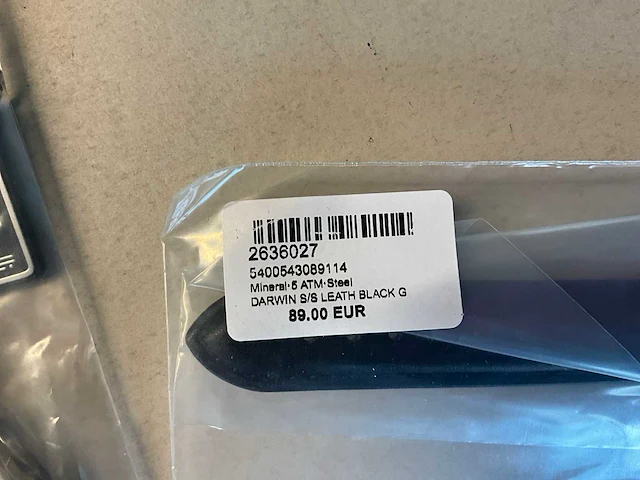 2636027
5400543089114
Mineral·5 ATM·Steel
DARWIN S/S LEATH BLACK G
89.00 EUR